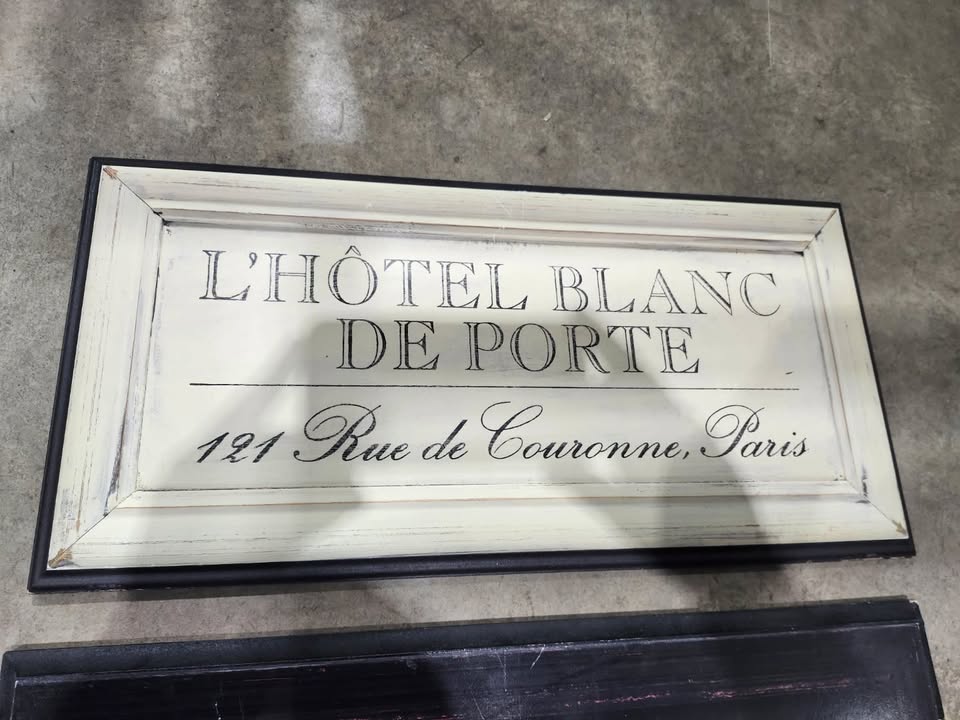 L'HÔTEL BLANC
DE PORTE
121 Rue de Couronne, Paris